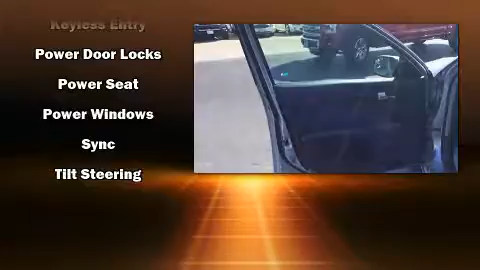 Keyless Entry
Power Door Locks
Power Seat
Power Windows
Sync
Tilt Steering